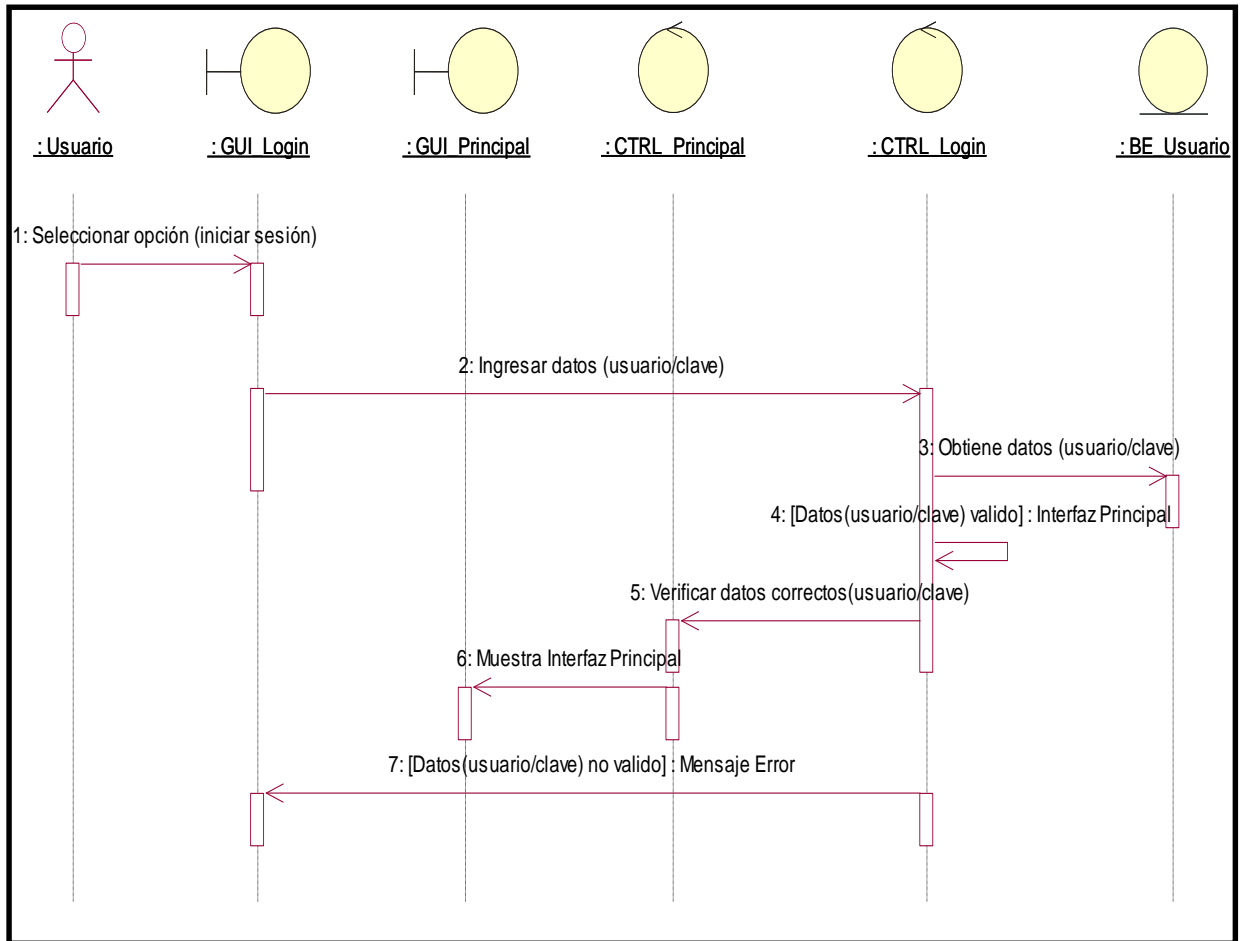 : Usuario
: GUI_Login
: GUI_Principal
: CTRL_Principal
: CTRL_Login
: BE_Usuario
1: Seleccionar opción (iniciar sesión)
2: Ingresar datos (usuario/clave)
3: Obtiene datos (usuario/clave)
4: [Datos(usuario/clave) valido] : Interfaz Principal
5: Verificar datos correctos(usuario/clave)
6: Muestra Interfaz Principal
7: [Datos(usuario/clave) no valido] : Mensaje Error